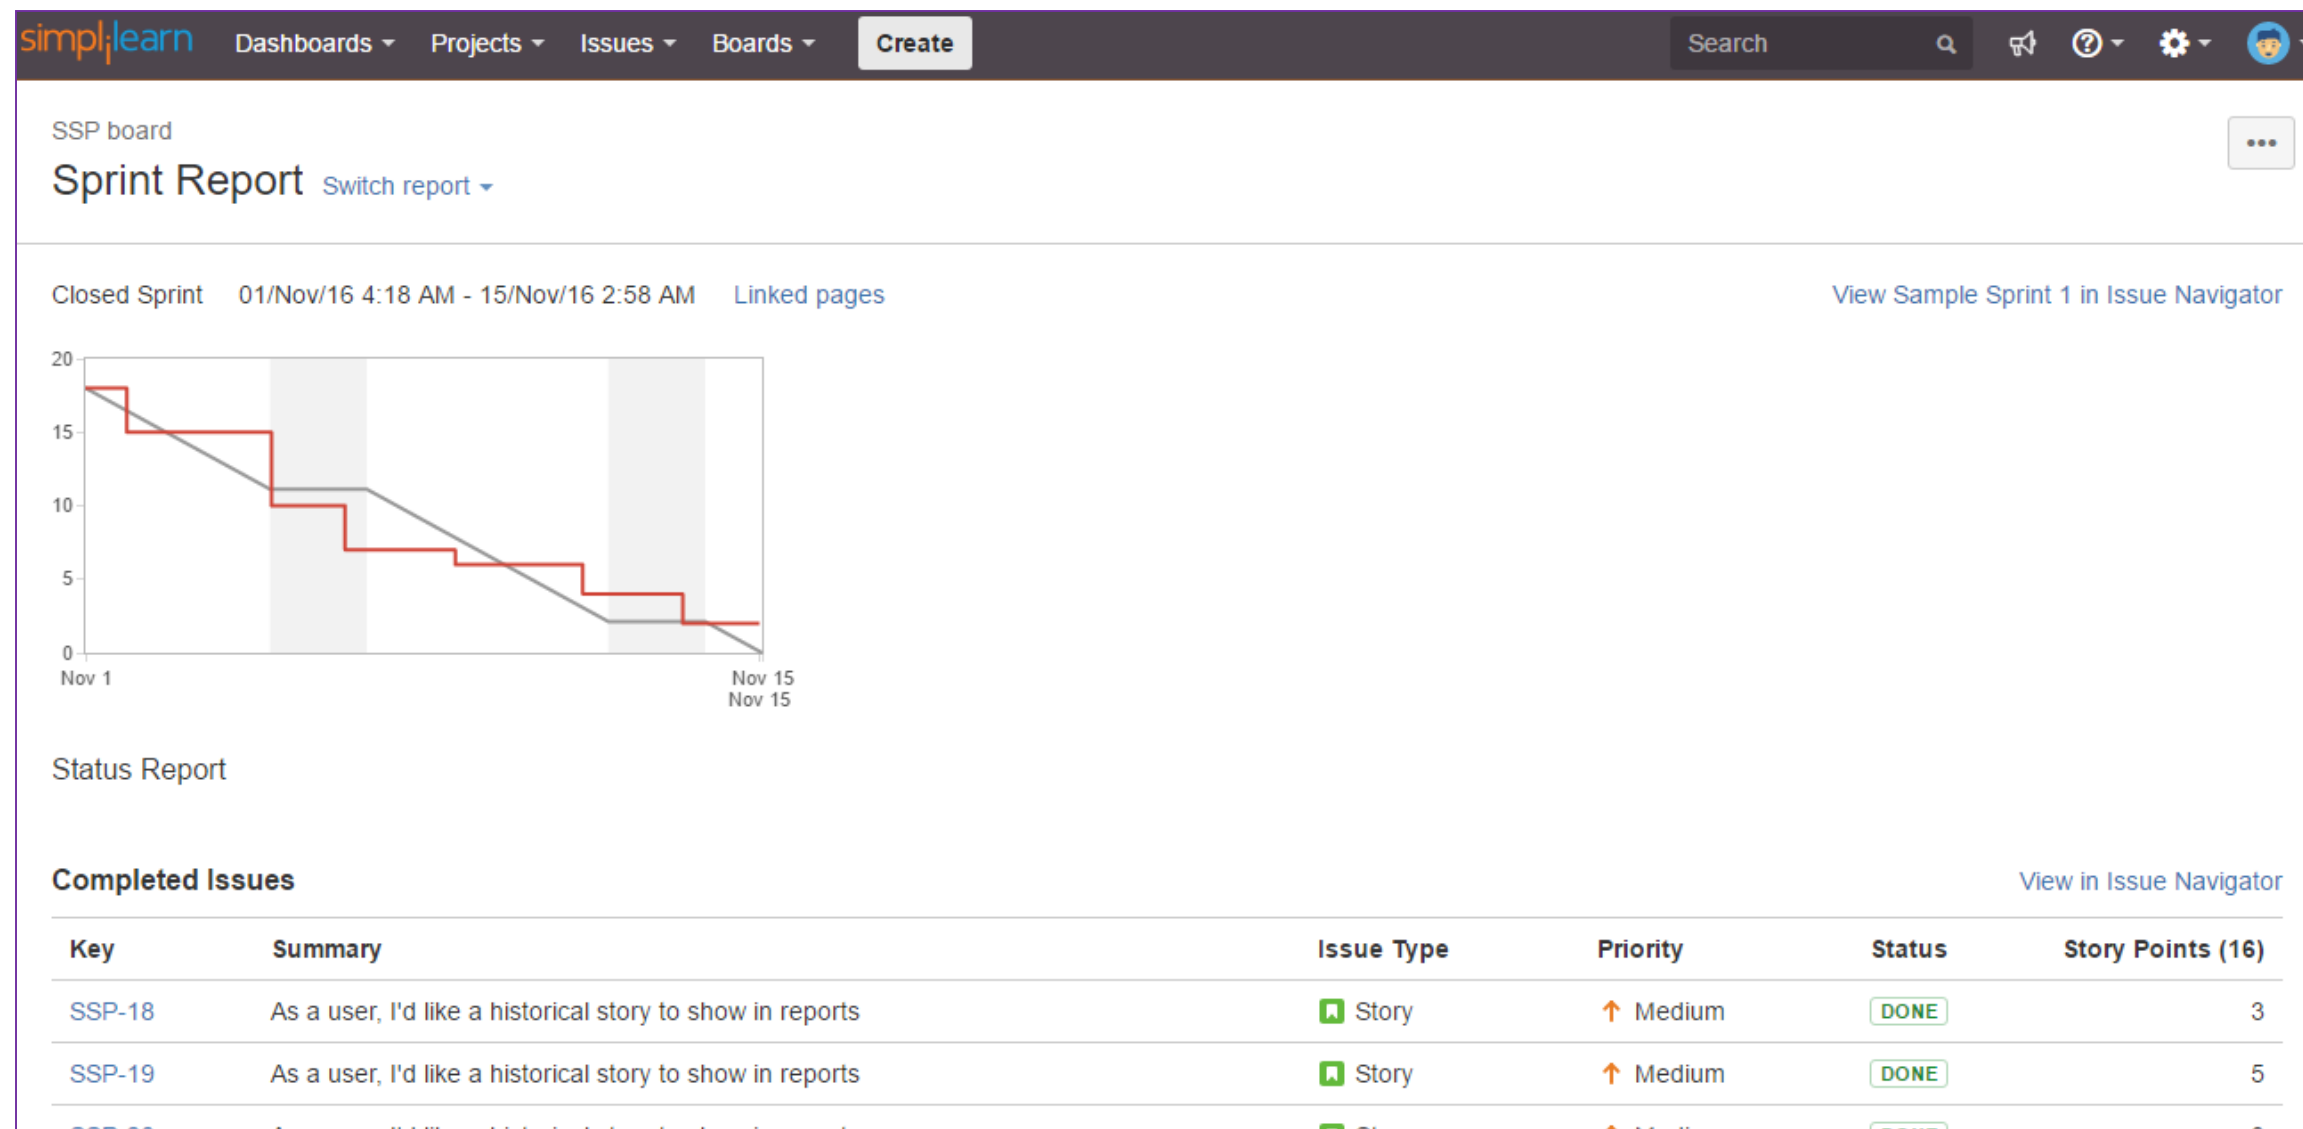 simplilearn Dashboards Projects Issues Boards Create Search
SSP board
Sprint Report Switch report
Closed Sprint 01/Nov/16 4:18 AM - 15/Nov/16 2:58 AM Linked pages View Sample Sprint 1 in Issue Navigator
20
15
10
5
0
Nov 1 Nov 15
Nov 15
Status Report
Completed Issues View in Issue Navigator
Key Summary Issue Type Priority Status Story Points (16)
SSP-18 As a user, I'd like a historical story to show in reports Story Medium DONE 3
SSP-19 As a user, I'd like a historical story to show in reports Story Medium DONE 5